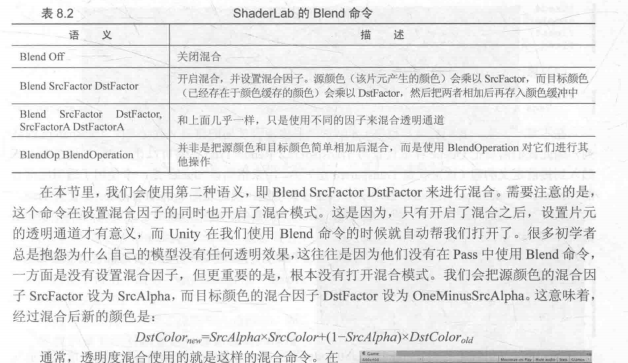 表 8.2 ShaderLab 的 Blend 命令
语 义 描 述
Blend Off 关闭混合
Blend SrcFactor DstFactor 开启混合，并设置混合因子。源颜色（该片元产生的颜色）会乘以 SrcFactor，而目标颜色
（已经存在于颜色缓存的颜色）会乘以 DstFactor，然后把两者相加后再存入颜色缓冲中
Blend SrcFactor DstFactor,
SrcFactorA DstFactorA 和上面几乎一样，只是使用不同的因子来混合透明通道
BlendOp BlendOperation 并非是把源颜色和目标颜色简单相加后混合，而是使用 BlendOperation 对它们进行其
他操作
在本节里，我们会使用第二种语义，即 Blend SrcFactor DstFactor 来进行混合。需要注意的是，
这个命令在设置混合因子的同时也开启了混合模式。这是因为，只有开启了混合之后，设置片元
的透明通道才有意义，而 Unity 在我们使用 Blend 命令的时候就自动帮我们打开了。很多初学者
总是抱怨为什么自己的模型没有任何透明效果，这往往是因为他们没有在 Pass 中使用 Blend 命令，
一方面是没有设置混合因子，但更重要的是，根本没有打开混合模式。我们会把源颜色的混合因
子 SrcFactor 设为 SrcAlpha，而目标颜色的混合因子 DstFactor 设为 OneMinusSrcAlpha。这意味着，
经过混合后新的颜色是：
DstColor_new=SrcAlpha×SrcColor+(1−SrcAlpha)×DstColor_old
通常，透明度混合使用的就是这样的混合命令。在
Game